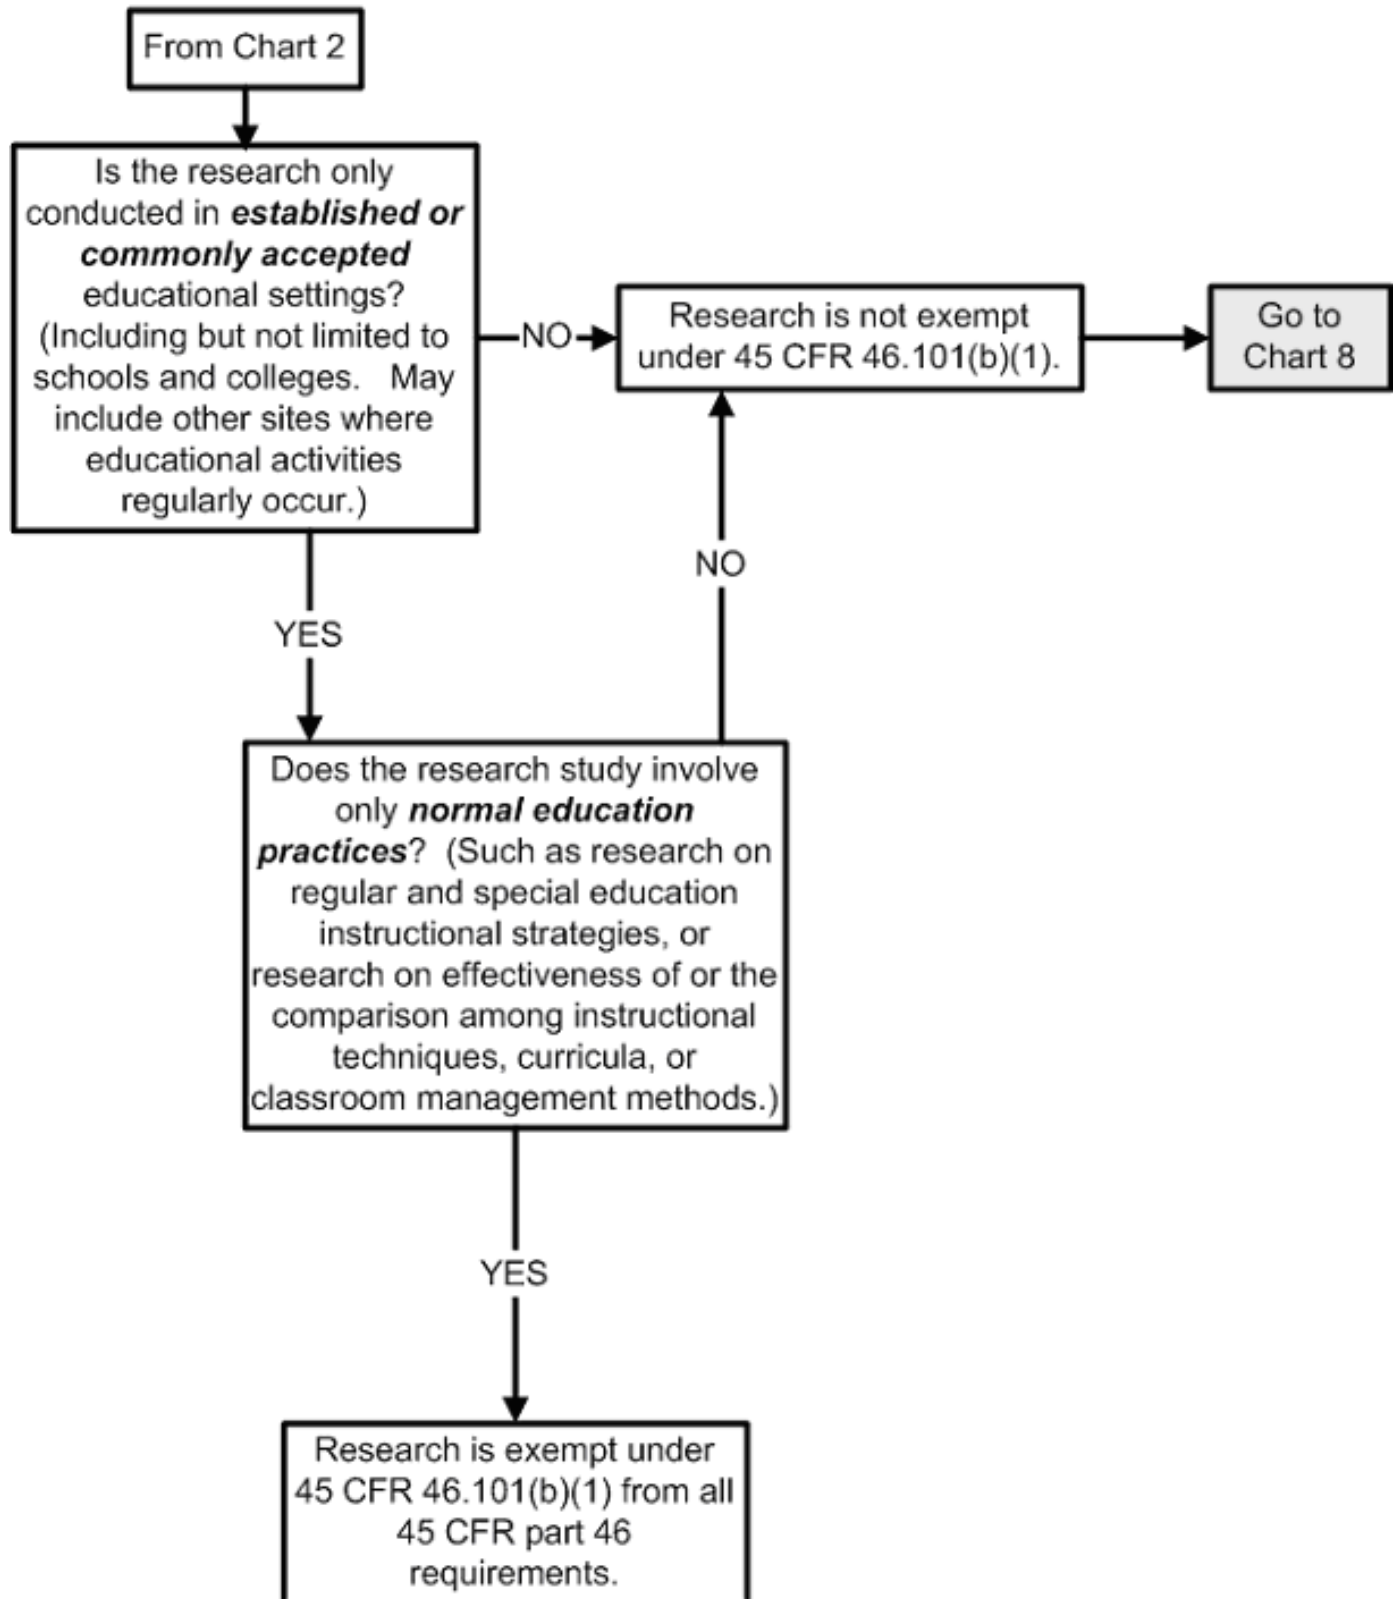 From Chart 2
Is the research only
conducted in established or
commonly accepted
educational settings?
(Including but not limited to
schools and colges.   May
include other sites where
educational activities
regularly occur.)
NO
Research is not exempt
under 45 CFR 46.101(b)(1).
Go to
Chart 8
NO
YES
Does the research study involve
only normal education
practices?  (Such as research on
regular and special education
instructional strategies, or
research on effectiveness of or the
comparison among instructional
techniques, curricula, or
classroom management methods.)
YES
Research is exempt under
45 CFR 46.101(b)(1) from all
45 CFR part 46
requirements.